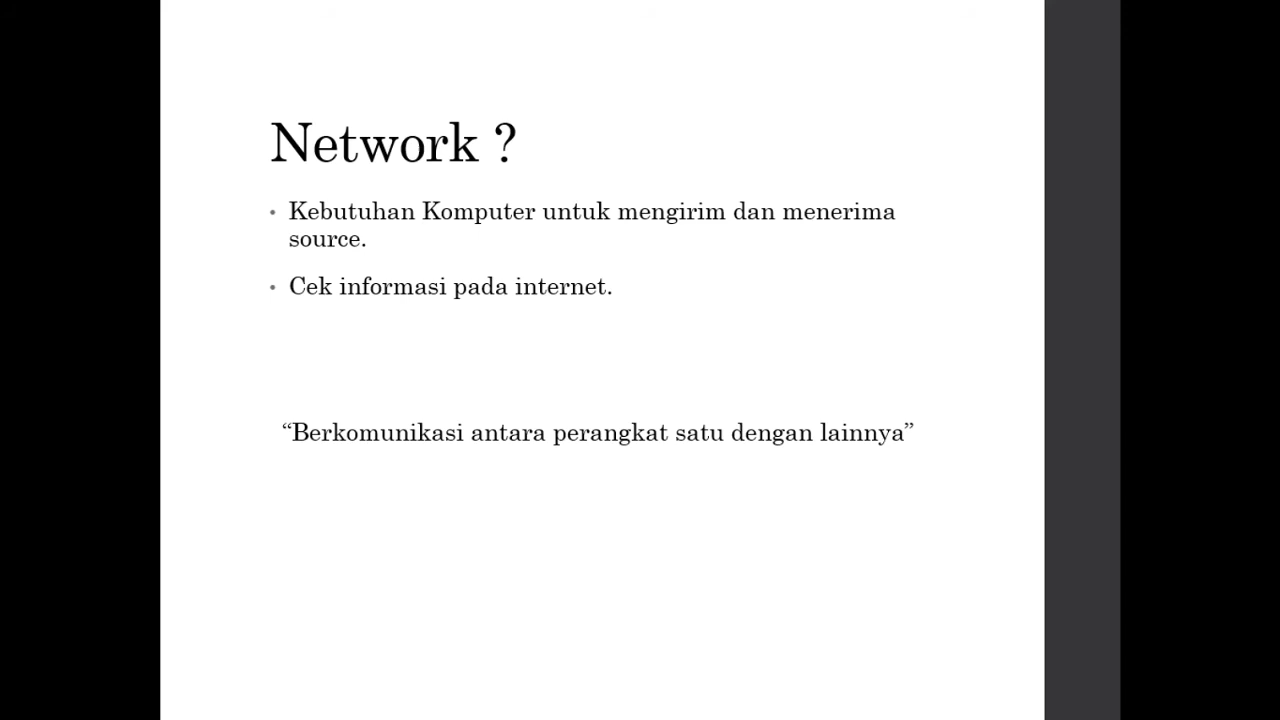 Network ?
• Kebutuhan Komputer untuk mengirim dan menerima
source.
• Cek informasi pada internet.
“Berkomunikasi antara perangkat satu dengan lainnya”